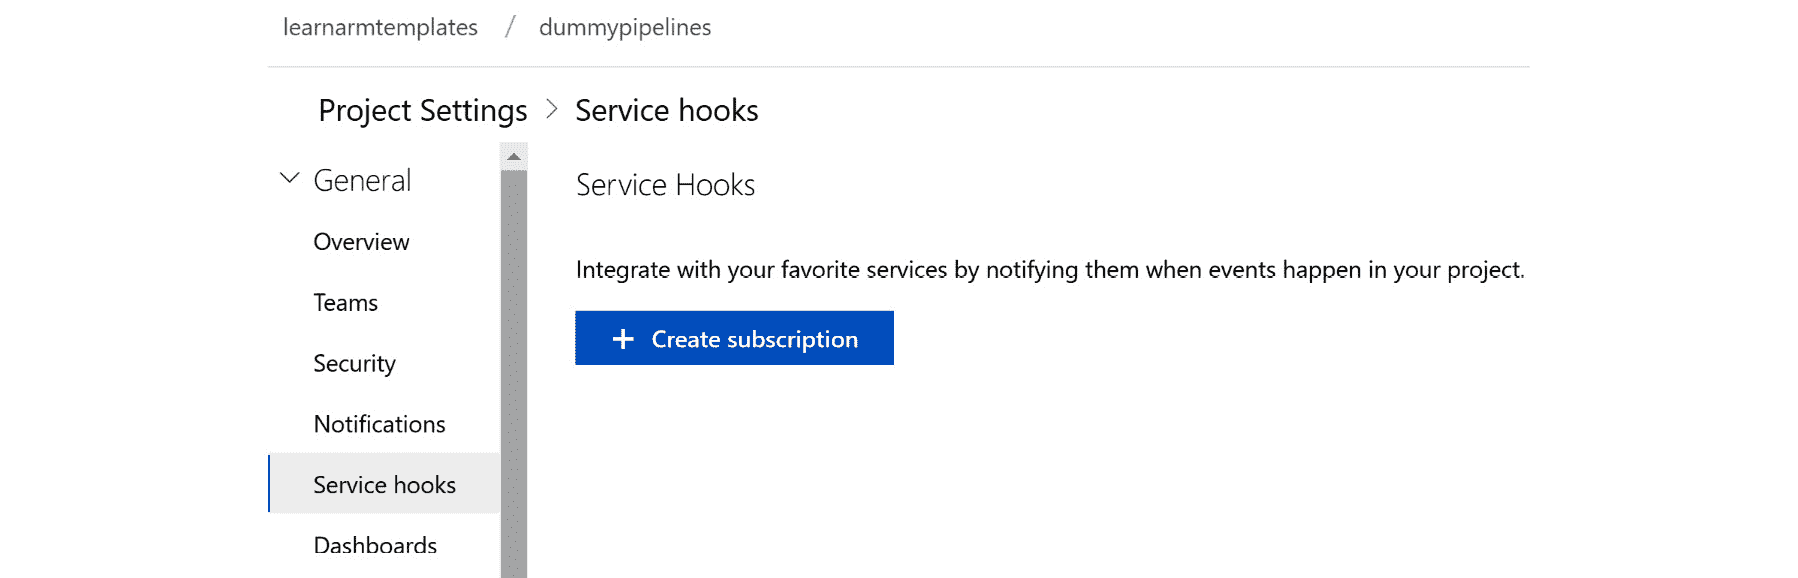 learnarmtemplates / dummypipelines
Project Settings > Service hooks
General
Overview
Teams
Security
Notifications
Service hooks
Dashboards
Service Hooks
Integrate with your favorite services by notifying them when events happen in your project.
+ Create subscription